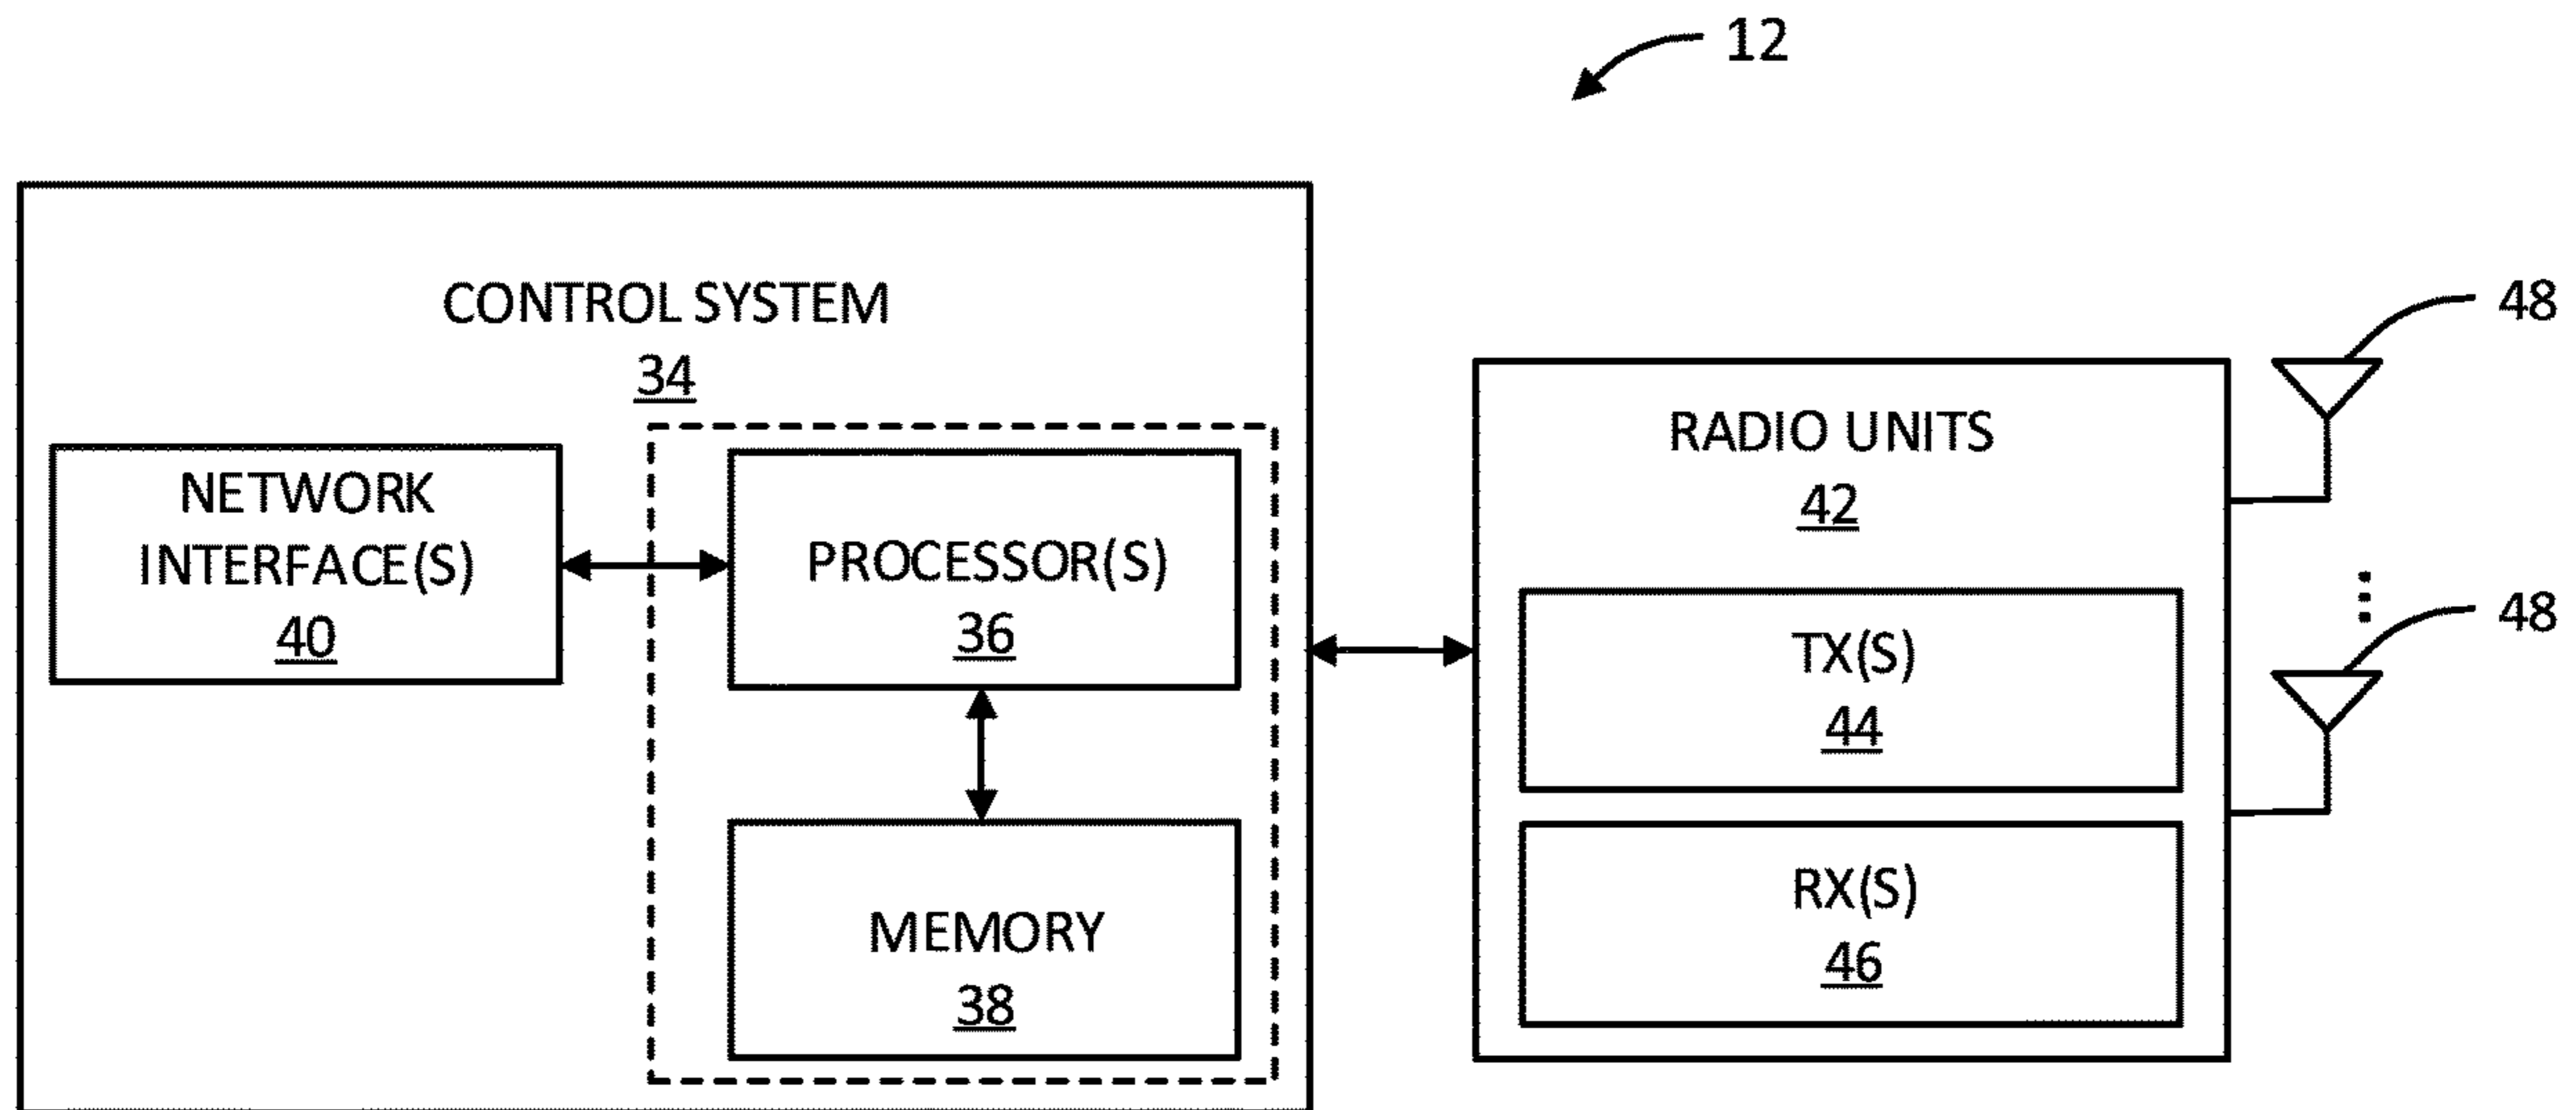 12
CONTROL SYSTEM
34
NETWORK
INTERFACE(S)
40
PROCESSOR(S)
36
MEMORY
38
RADIO UNITS
42
TX(S)
44
RX(S)
46
48
48